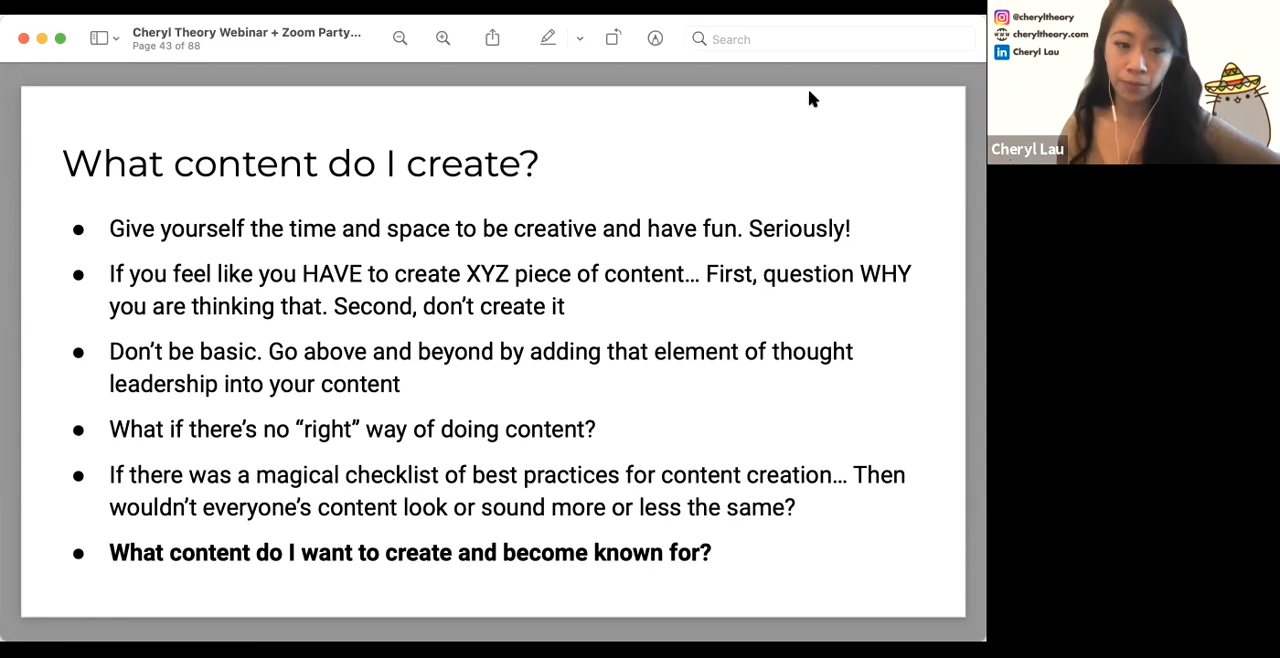 Cheryl Theory Webinar + Zoom Party...
Page 43 of 88
Search
@cheryltheory
cheryltheory.com
in Cheryl Lau
Cheryl Lau
What content do I create?
● Give yourself the time and space to be creative and have fun. Seriously!
● If you feel like you HAVE to create XYZ piece of content... First, question WHY
you are thinking that. Second, don’t create it
● Don’t be basic. Go above and beyond by adding that element of thought
leadership into your content
● What if there’s no “right” way of doing content?
● If there was a magical checklist of best practices for content creation... Then
wouldn’t everyone’s content look or sound more or less the same?
● What content do I want to create and become known for?